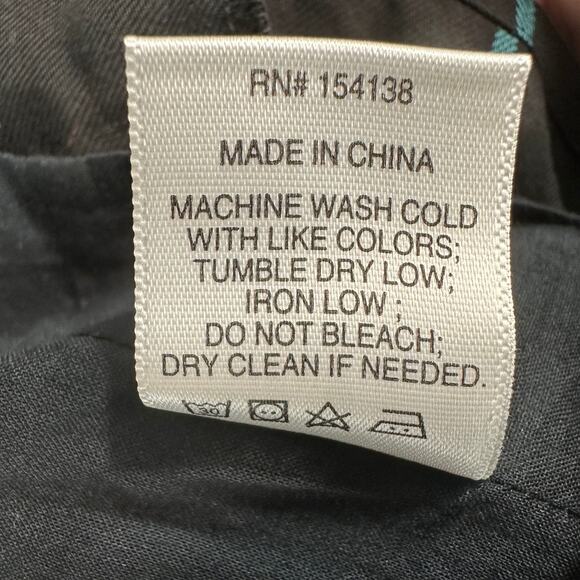 RN# 154138
MADE IN CHINA
MACHINE WASH COLD
WITH LIKE COLORS;
TUMBLE DRY LOW;
IRON LOW ;
DO NOT BLEACH;
DRY CLEAN IF NEEDED.
30